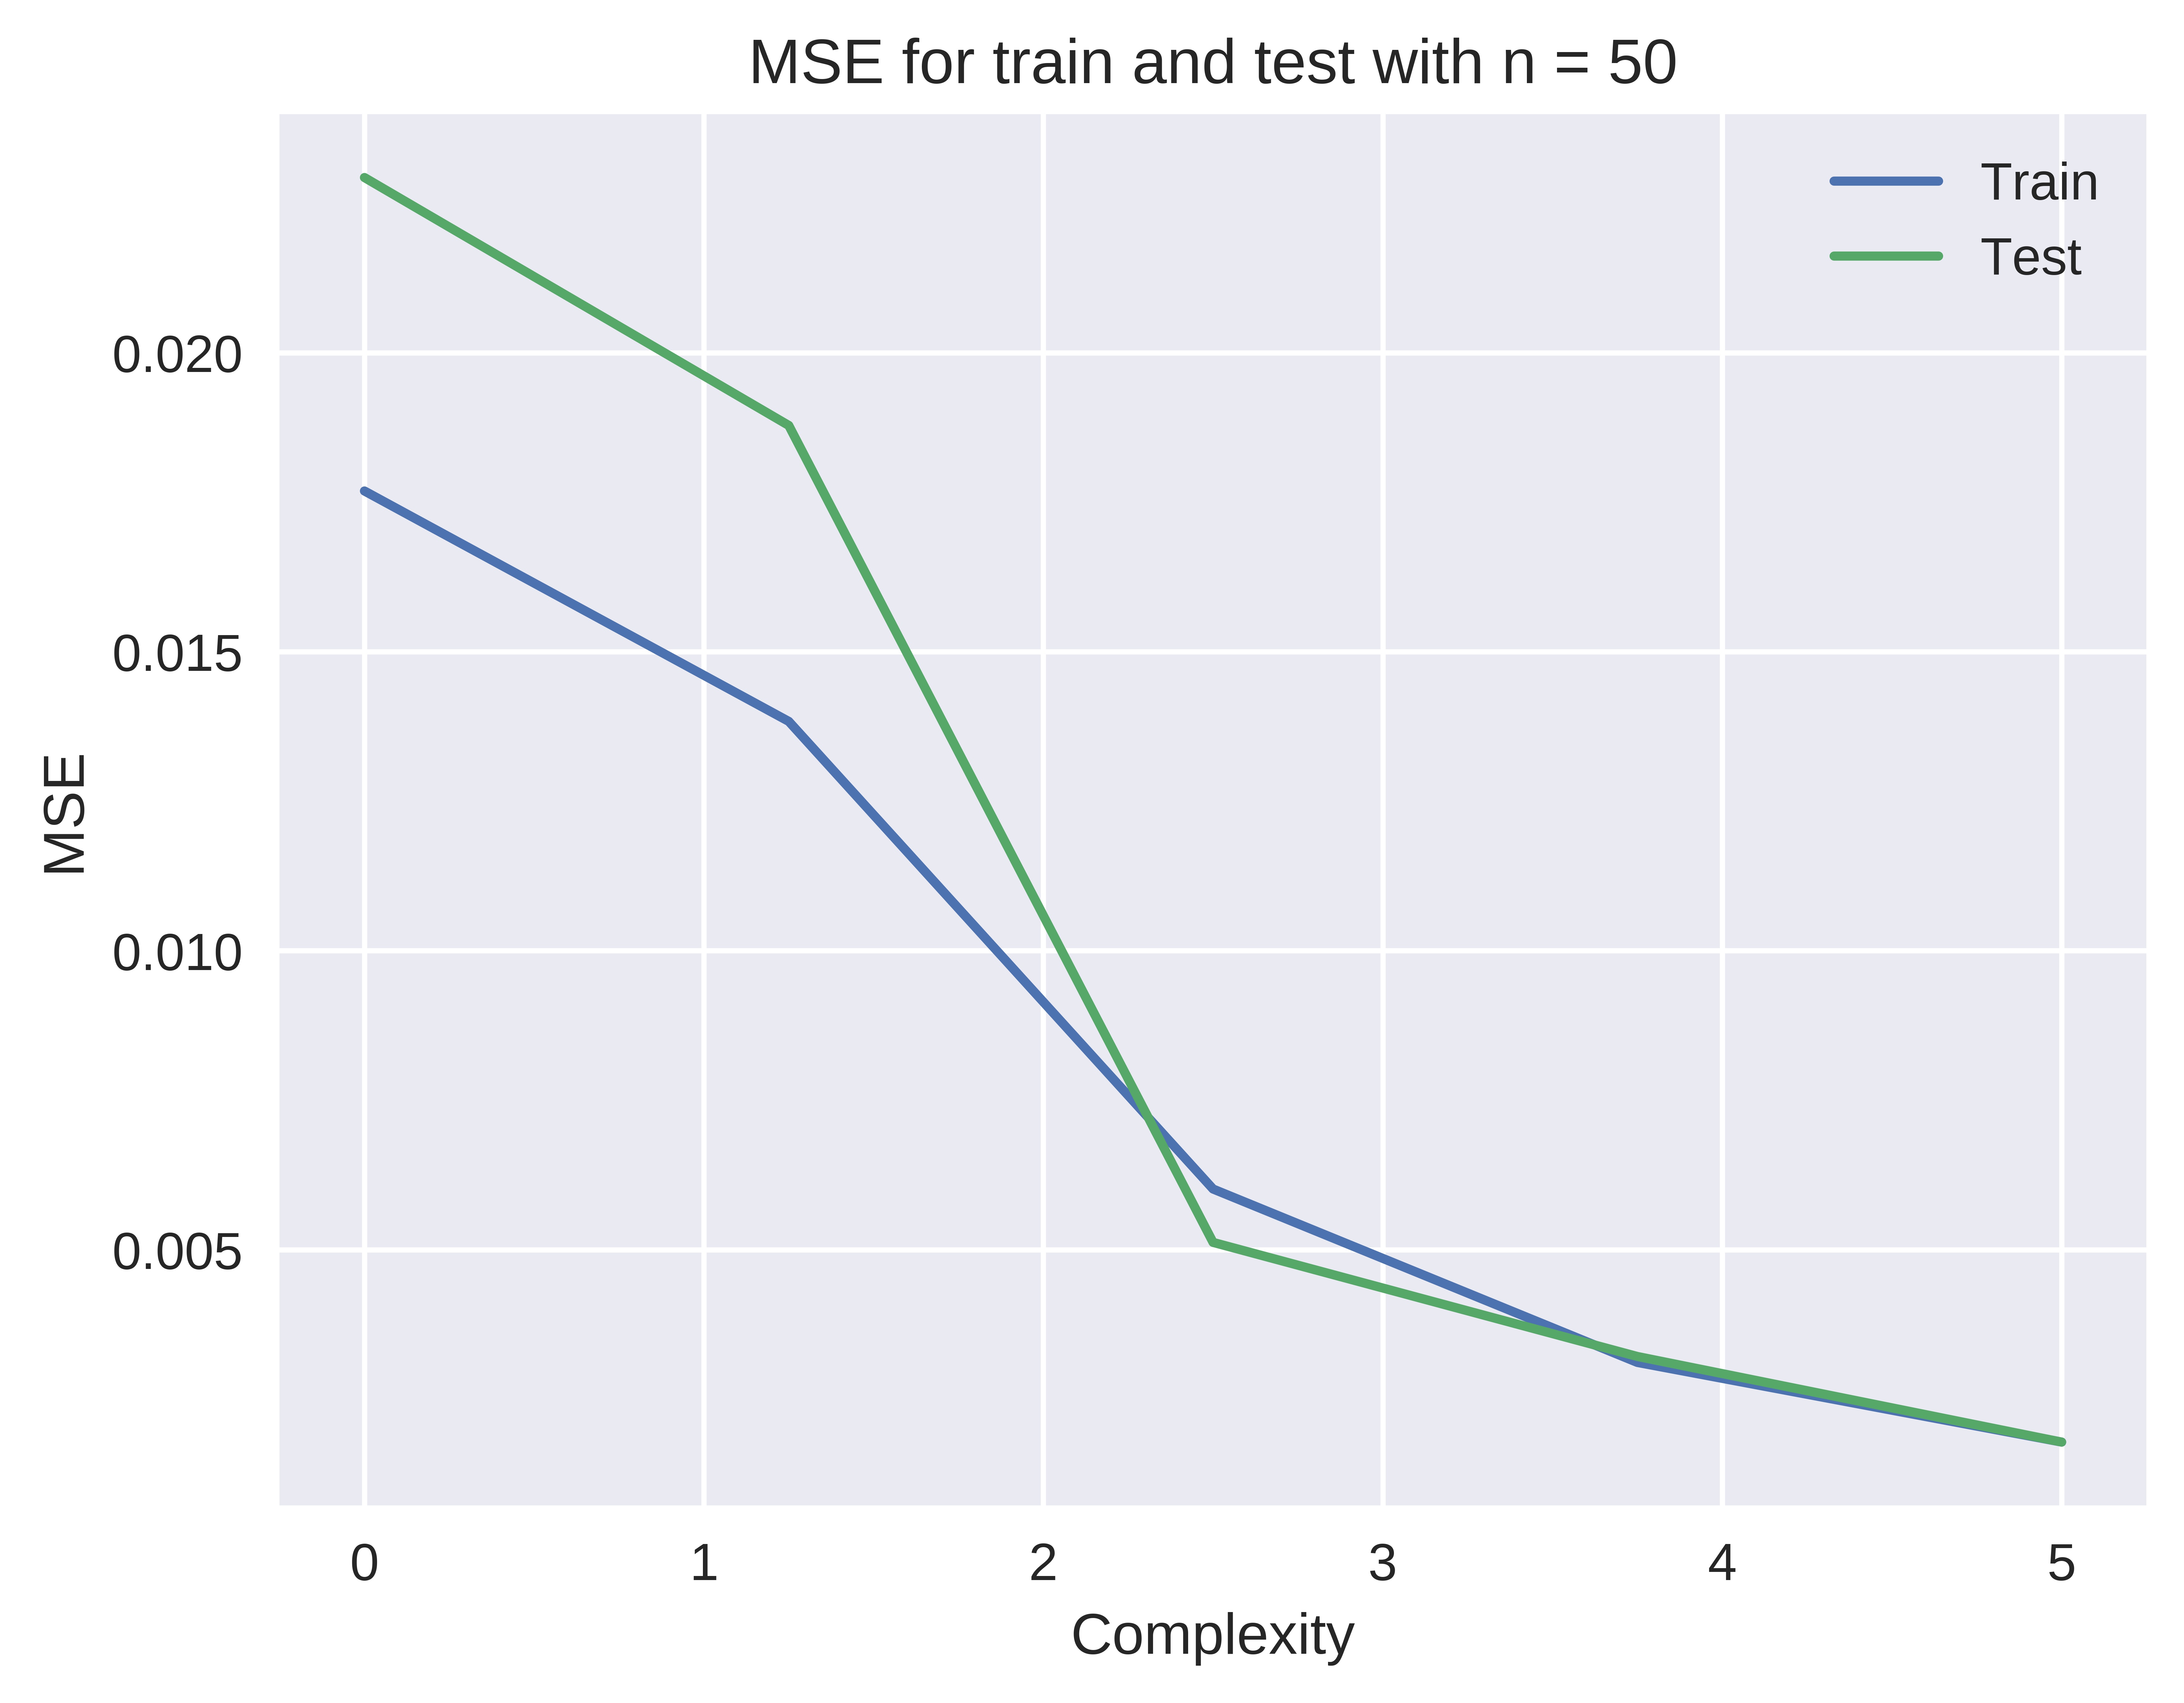 MSE for train and test with n = 50
Train
Test
0.020
0.015
0.010
0.005
MSE
0 1 2 3 4 5
Complexity